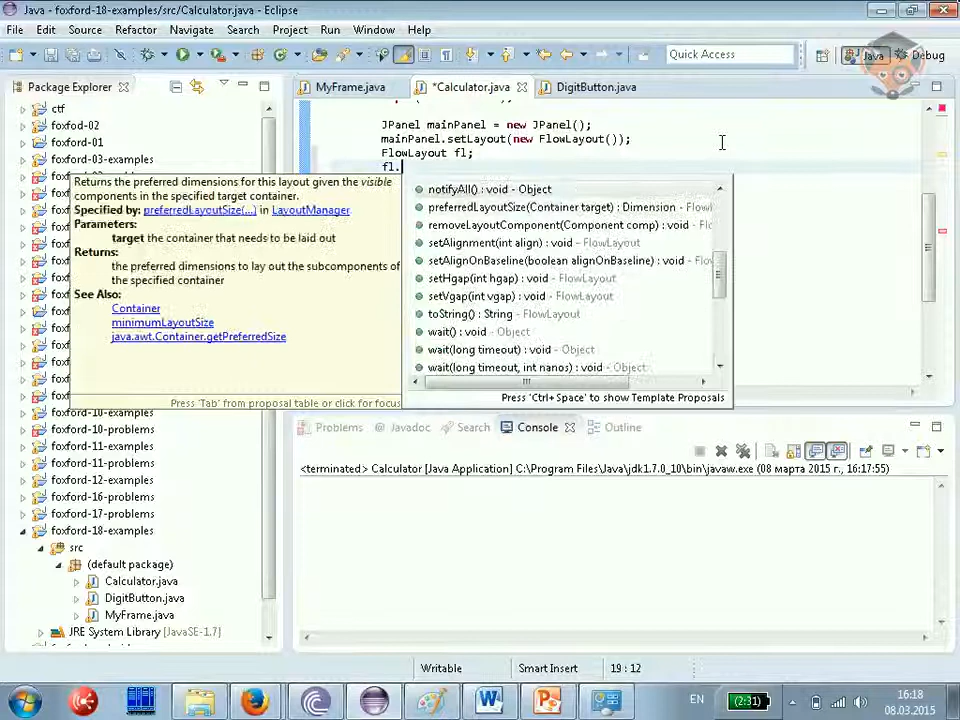 Java - foxford-18-examples/src/Calculator.java - Eclipse
File Edit Source Refactor Navigate Search Project Run Window Help
Quick Access
Java
Debug
Package Explorer
MyFrame.java
*Calculator.java
DigitButton.java
ctf
foxfod-02
foxford-01
foxford-03-examples
JPanel mainPanel = new JPanel();
mainPanel.setLayout(new FlowLayout());
FlowLayout fl;
fl.
Returns the preferred dimensions for this layout given the visible
components in the specified target container.
Specified by: preferredLayoutSize(...) in LayoutManager
Parameters:
target the container that needs to be laid out
Returns:
the preferred dimensions to lay out the subcomponents of
the specified container
See Also:
Container
minimumLayoutSize
java.awt.Container.getPreferredSize
Press 'Tab' from proposal table or click for focus
notifyAll() : void - Object
preferredLayoutSize(Container target) : Dimension - Flow
removeLayoutComponent(Component comp) : void - Flow
setAlignment(int align) : void - FlowLayout
setAlignOnBaseline(boolean alignOnBaseline) : void - Flo
setHgap(int hgap) : void - FlowLayout
setVgap(int vgap) : void - FlowLayout
toString() : String - FlowLayout
wait() : void - Object
wait(long timeout) : void - Object
wait(long timeout, int nanos) : void - Object
Press 'Ctrl+Space' to show Template Proposals
foxford-10-examples
foxford-10-problems
foxford-11-examples
foxford-11-problems
foxford-12-examples
foxford-16-problems
foxford-17-problems
foxford-18-examples
src
(default package)
Calculator.java
DigitButton.java
MyFrame.java
JRE System Library [JavaSE-1.7]
Problems
Javadoc
Search
Console
Outline
<terminated> Calculator [Java Application] C:\Program Files\Java\jdk1.7.0_10\bin\javaw.exe (08 марта 2015 г., 16:17:55)
Writable
Smart Insert
19 : 12
EN
(2:31)
16:18
08.03.2015